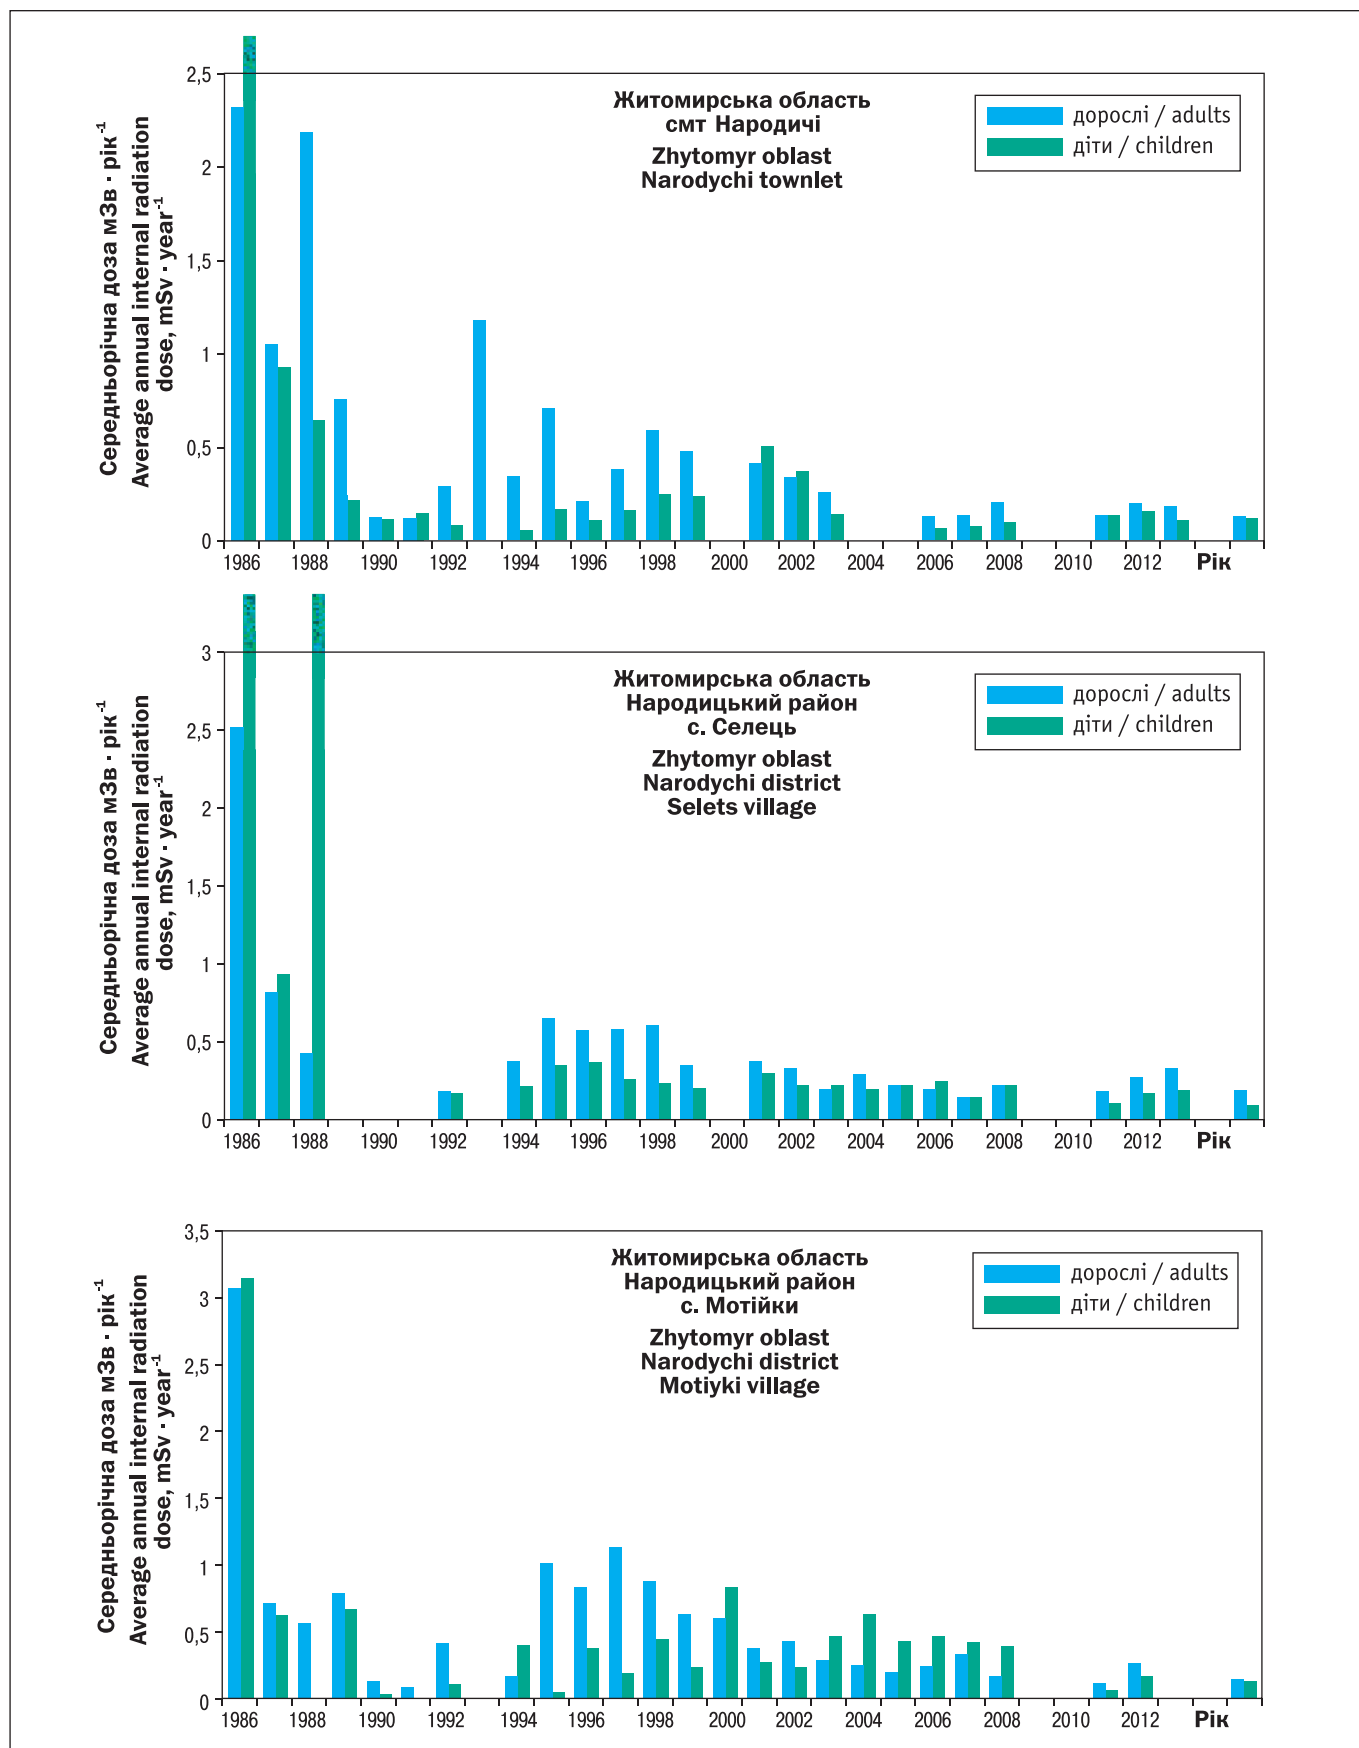 Середньорічна доза мЗв · рік⁻¹
Average annual internal radiation
dose, mSv · year⁻¹
2,5
2
1,5
1
0,5
0
Житомирська область
смт Народичі
Zhytomyr oblast
Narodychi townlet
дорослі / adults
діти / children
1986 1988 1990 1992 1994 1996 1998 2000 2002 2004 2006 2008 2010 2012 Рік
Середньорічна доза мЗв · рік⁻¹
Average annual internal radiation
dose, mSv · year⁻¹
3
2,5
2
1,5
1
0,5
0
Житомирська область
Народицький район
с. Селець
Zhytomyr oblast
Narodychi district
Selets village
дорослі / adults
діти / children
1986 1988 1990 1992 1994 1996 1998 2000 2002 2004 2006 2008 2010 2012 Рік
Середньорічна доза мЗв · рік⁻¹
Average annual internal radiation
dose, mSv · year⁻¹
3,5
3
2,5
2
1,5
1
0,5
0
Житомирська область
Народицький район
с. Мотійки
Zhytomyr oblast
Narodychi district
Motiyki village
дорослі / adults
діти / children
1986 1988 1990 1992 1994 1996 1998 2000 2002 2004 2006 2008 2010 2012 Рік